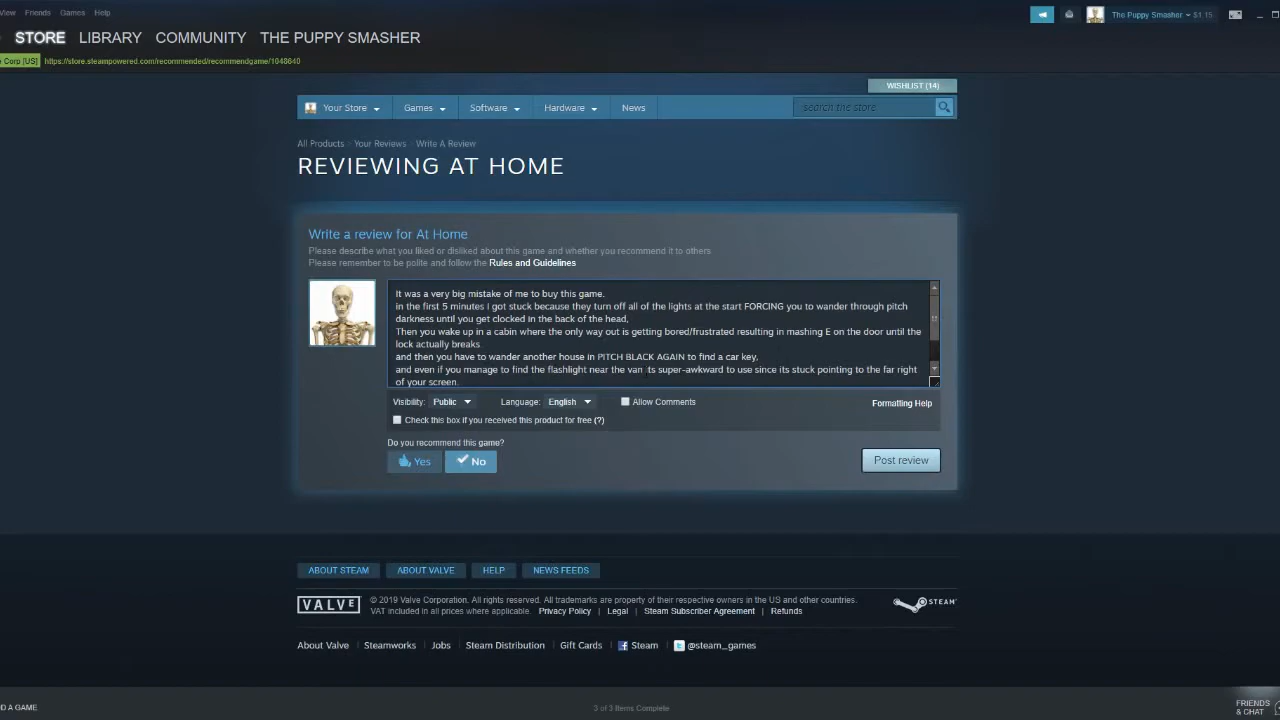 View Friends Games Help
The Puppy Smasher $1.15
STORE LIBRARY COMMUNITY THE PUPPY SMASHER
Corp [US] https://store.steampowered.com/recommended/recommendgame/1048640
WISHLIST (14)
Your Store Games Software Hardware News search the store
All Products > Your Reviews > Write A Review
REVIEWING AT HOME
Write a review for At Home
Please describe what you liked or disliked about this game and whether you recommend it to others.
Please remember to be polite and follow the Rules and Guidelines
It was a very big mistake of me to buy this game.
in the first 5 minutes I got stuck because they turn off all of the lights at the start FORCING you to wander through pitch
darkness until you get clocked in the back of the head,
Then you wake up in a cabin where the only way out is getting bored/frustrated resulting in mashing E on the door until the
lock actually breaks
and then you have to wander another house in PITCH BLACK AGAIN to find a car key,
and even if you manage to find the flashlight near the van its super-awkward to use since its stuck pointing to the far right
of your screen.
Visibility: Public Language: English Allow Comments Formatting Help
Check this box if you received this product for free (?)
Do you recommend this game?
Yes No Post review
ABOUT STEAM ABOUT VALVE HELP NEWS FEEDS
VALVE © 2019 Valve Corporation. All rights reserved. All trademarks are property of their respective owners in the US and other countries. STEAM
VAT included in all prices where applicable. Privacy Policy | Legal | Steam Subscriber Agreement | Refunds
About Valve | Steamworks | Jobs | Steam Distribution | Gift Cards | Steam | @steam_games
A GAME 3 of 3 Items Complete FRIENDS
& CHAT